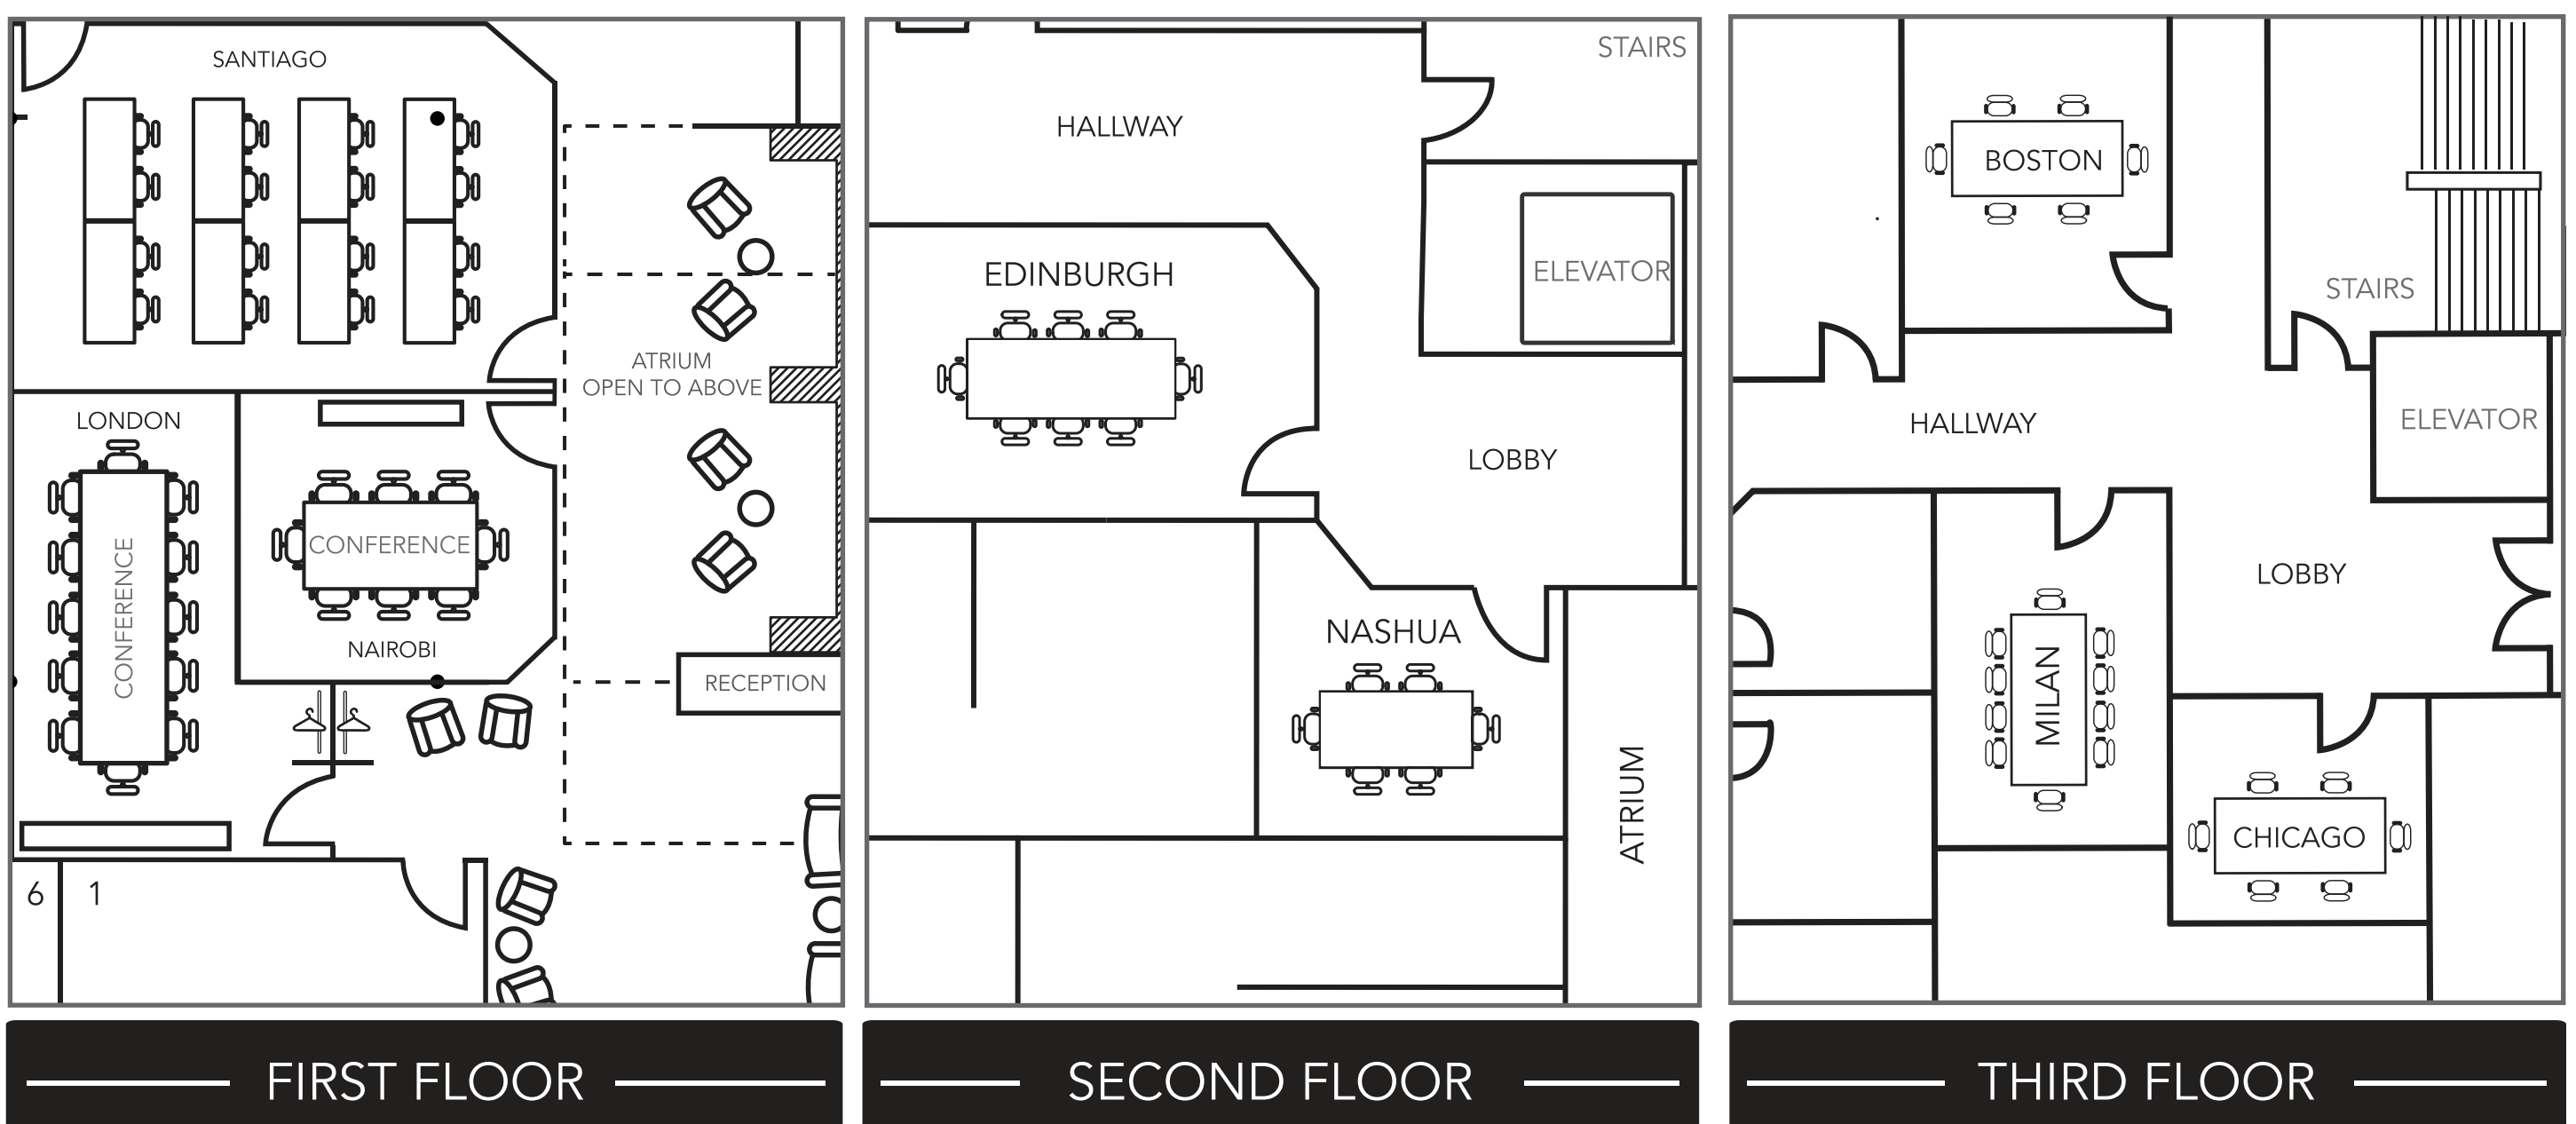 SANTIAGO
ATRIUM
OPEN TO ABOVE
LONDON
CONFERENCE
CONFERENCE
NAIROBI
RECEPTION
6 1
FIRST FLOOR
STAIRS
HALLWAY
EDINBURGH
ELEVATOR
LOBBY
NASHUA
ATRIUM
SECOND FLOOR
BOSTON
STAIRS
HALLWAY
ELEVATOR
LOBBY
MILAN
CHICAGO
THIRD FLOOR